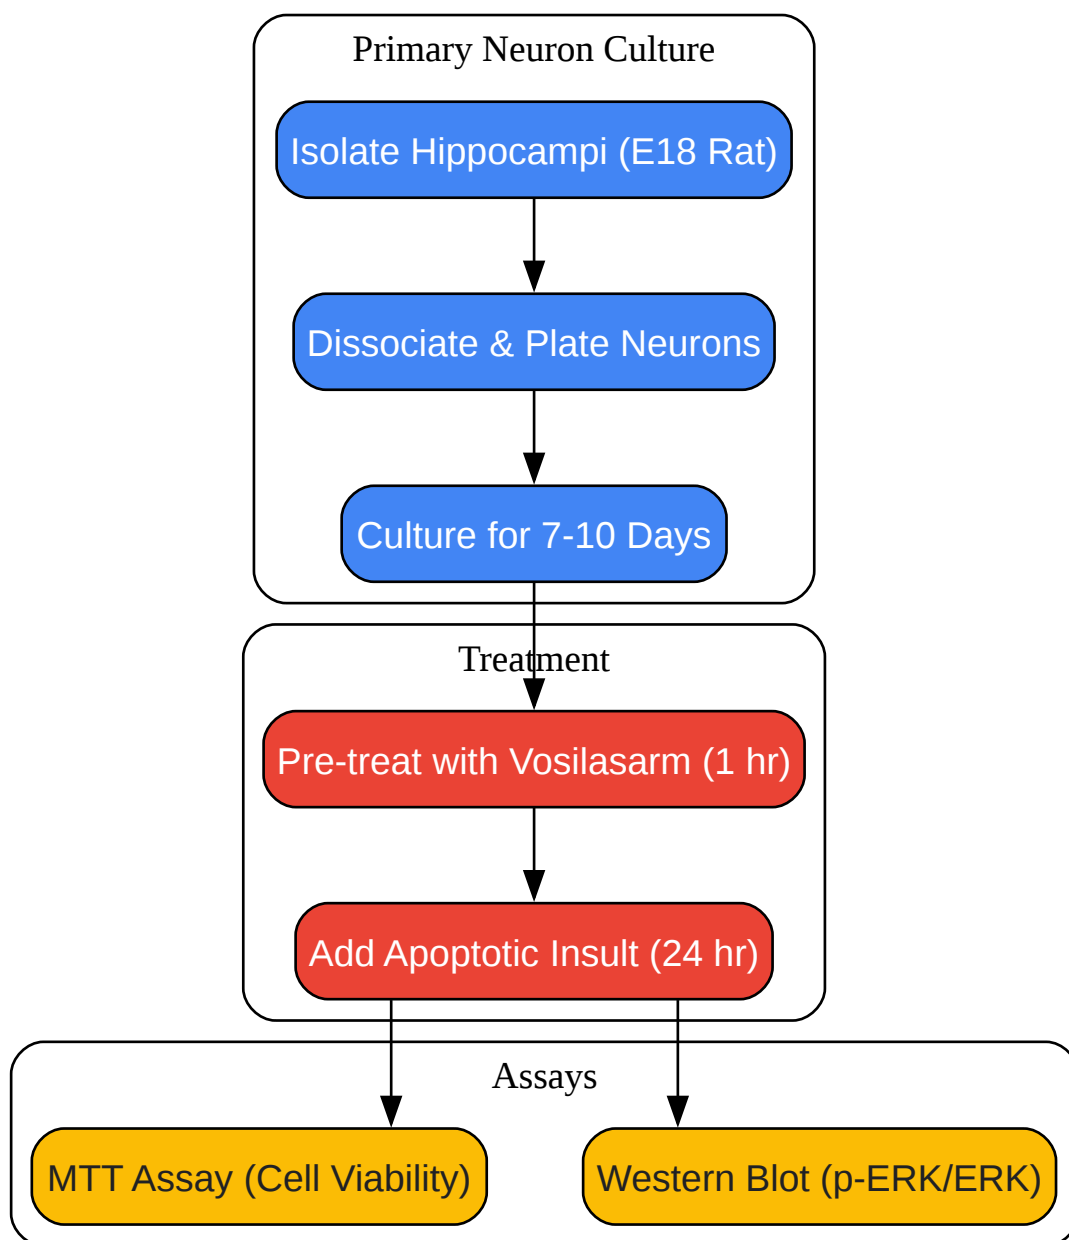 Primary Neuron Culture
Isolate Hippocampi (E18 Rat)
Dissociate & Plate Neurons
Culture for 7-10 Days
Treatment
Pre-treat with Vosilasarm (1 hr)
Add Apoptotic Insult (24 hr)
Assays
MTT Assay (Cell Viability)
Western Blot (p-ERK/ERK)